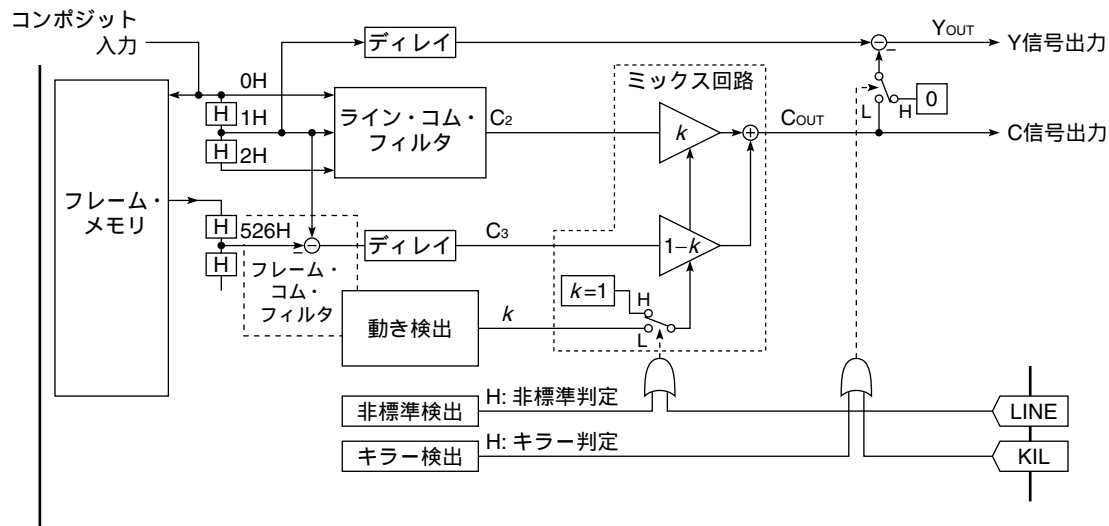 コンポジット
入力
ディレイ
YOUT
Y信号出力
ミックス回路
0H
H
1H
H
2H
ライン・コム・
フィルタ
C2
k
COUT
L
H
0
C信号出力
フレーム・
メモリ
H
526H
H
フレーム・
コム・
フィルタ
ディレイ
C3
1–k
k=1
H
L
動き検出
k
非標準検出
H: 非標準判定
LINE
キラー検出
H: キラー判定
KIL